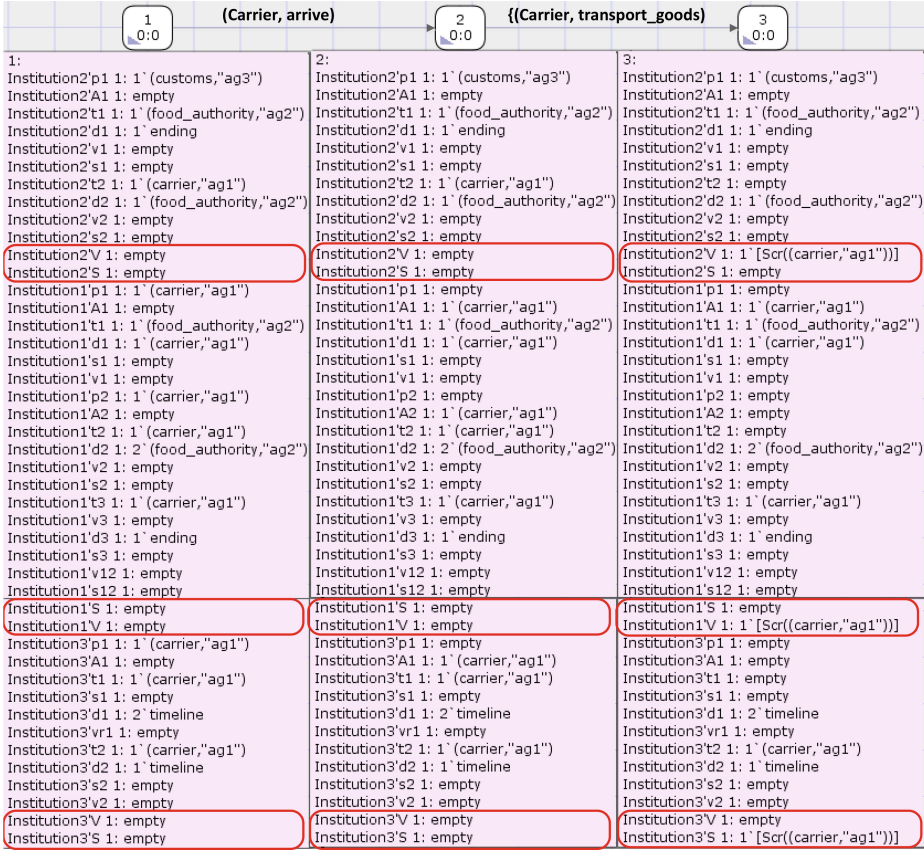 (Carrier, arrive)
{(Carrier, transport_goods)
1
0:0
2
0:0
3
0:0
1:
Institution2'p1 1: 1`(customs,"ag3")
Institution2'A1 1: empty
Institution2't1 1: 1`(food_authority,"ag2")
Institution2'd1 1: 1`ending
Institution2'v1 1: empty
Institution2's1 1: empty
Institution2't2 1: 1`(carrier,"ag1")
Institution2'd2 1: 1`(food_authority,"ag2")
Institution2'v2 1: empty
Institution2's2 1: empty
Institution2'V 1: empty
Institution2'S 1: empty
Institution1'p1 1: 1`(carrier,"ag1")
Institution1'A1 1: empty
Institution1't1 1: 1`(food_authority,"ag2")
Institution1'd1 1: 1`(carrier,"ag1")
Institution1's1 1: empty
Institution1'v1 1: empty
Institution1'p2 1: 1`(carrier,"ag1")
Institution1'A2 1: empty
Institution1't2 1: 1`(carrier,"ag1")
Institution1'd2 1: 2`(food_authority,"ag2")
Institution1'v2 1: empty
Institution1's2 1: empty
Institution1't3 1: 1`(carrier,"ag1")
Institution1'v3 1: empty
Institution1'd3 1: 1`ending
Institution1's3 1: empty
Institution1'v12 1: empty
Institution1's12 1: empty
Institution1'S 1: empty
Institution1'V 1: empty
Institution3'p1 1: 1`(carrier,"ag1")
Institution3'A1 1: empty
Institution3't1 1: 1`(carrier,"ag1")
Institution3's1 1: empty
Institution3'd1 1: 2`timeline
Institution3'vr1 1: empty
Institution3't2 1: 1`(carrier,"ag1")
Institution3'd2 1: 1`timeline
Institution3's2 1: empty
Institution3'v2 1: empty
Institution3'V 1: empty
Institution3'S 1: empty
2:
Institution2'p1 1: 1`(customs,"ag3")
Institution2'A1 1: empty
Institution2't1 1: 1`(food_authority,"ag2")
Institution2'd1 1: 1`ending
Institution2'v1 1: empty
Institution2's1 1: empty
Institution2't2 1: 1`(carrier,"ag1")
Institution2'd2 1: 1`(food_authority,"ag2")
Institution2'v2 1: empty
Institution2's2 1: empty
Institution2'V 1: empty
Institution2'S 1: empty
Institution1'p1 1: empty
Institution1'A1 1: 1`(carrier,"ag1")
Institution1't1 1: 1`(food_authority,"ag2")
Institution1'd1 1: 1`(carrier,"ag1")
Institution1's1 1: empty
Institution1'v1 1: empty
Institution1'p2 1: empty
Institution1'A2 1: 1`(carrier,"ag1")
Institution1't2 1: 1`(carrier,"ag1")
Institution1'd2 1: 2`(food_authority,"ag2")
Institution1'v2 1: empty
Institution1's2 1: empty
Institution1't3 1: 1`(carrier,"ag1")
Institution1'v3 1: empty
Institution1'd3 1: 1`ending
Institution1's3 1: empty
Institution1'v12 1: empty
Institution1's12 1: empty
Institution1'S 1: empty
Institution1'V 1: empty
Institution3'p1 1: empty
Institution3'A1 1: 1`(carrier,"ag1")
Institution3't1 1: 1`(carrier,"ag1")
Institution3's1 1: empty
Institution3'd1 1: 2`timeline
Institution3'vr1 1: empty
Institution3't2 1: 1`(carrier,"ag1")
Institution3'd2 1: 1`timeline
Institution3's2 1: empty
Institution3'v2 1: empty
Institution3'V 1: empty
Institution3'S 1: empty
3:
Institution2'p1 1: 1`(customs,"ag3")
Institution2'A1 1: empty
Institution2't1 1: 1`(food_authority,"ag2")
Institution2'd1 1: 1`ending
Institution2'v1 1: empty
Institution2's1 1: empty
Institution2't2 1: empty
Institution2'd2 1: 1`(food_authority,"ag2")
Institution2'v2 1: empty
Institution2's2 1: empty
Institution2'V 1: 1`[Scr((carrier,"ag1"))]
Institution2'S 1: empty
Institution1'p1 1: empty
Institution1'A1 1: 1`(carrier,"ag1")
Institution1't1 1: 1`(food_authority,"ag2")
Institution1'd1 1: 1`(carrier,"ag1")
Institution1's1 1: empty
Institution1'v1 1: empty
Institution1'p2 1: empty
Institution1'A2 1: empty
Institution1't2 1: empty
Institution1'd2 1: 2`(food_authority,"ag2")
Institution1'v2 1: empty
Institution1's2 1: empty
Institution1't3 1: 1`(carrier,"ag1")
Institution1'v3 1: empty
Institution1'd3 1: 1`ending
Institution1's3 1: empty
Institution1'v12 1: empty
Institution1's12 1: empty
Institution1'S 1: empty
Institution1'V 1: 1`[Scr((carrier,"ag1"))]
Institution3'p1 1: empty
Institution3'A1 1: empty
Institution3't1 1: empty
Institution3's1 1: empty
Institution3'd1 1: 2`timeline
Institution3'vr1 1: empty
Institution3't2 1: 1`(carrier,"ag1")
Institution3'd2 1: 1`timeline
Institution3's2 1: empty
Institution3'v2 1: empty
Institution3'V 1: empty
Institution3'S 1: 1`[Scr((carrier,"ag1"))]